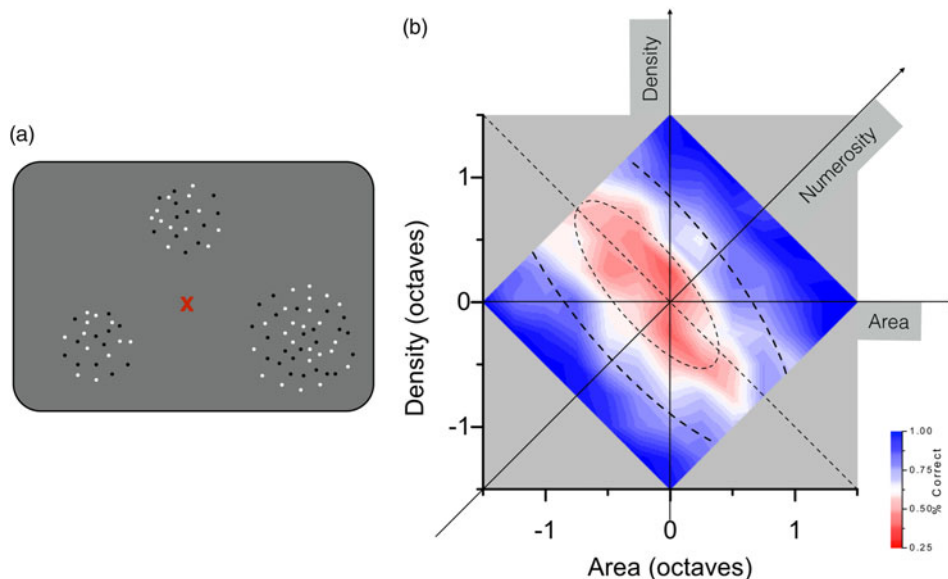 (a)
X
(b)
Density
Numerosity
Area
Density (octaves)
1
0
-1
-1
0
1
Area (octaves)
1.00
0.75
0.50
0.25
% Correct